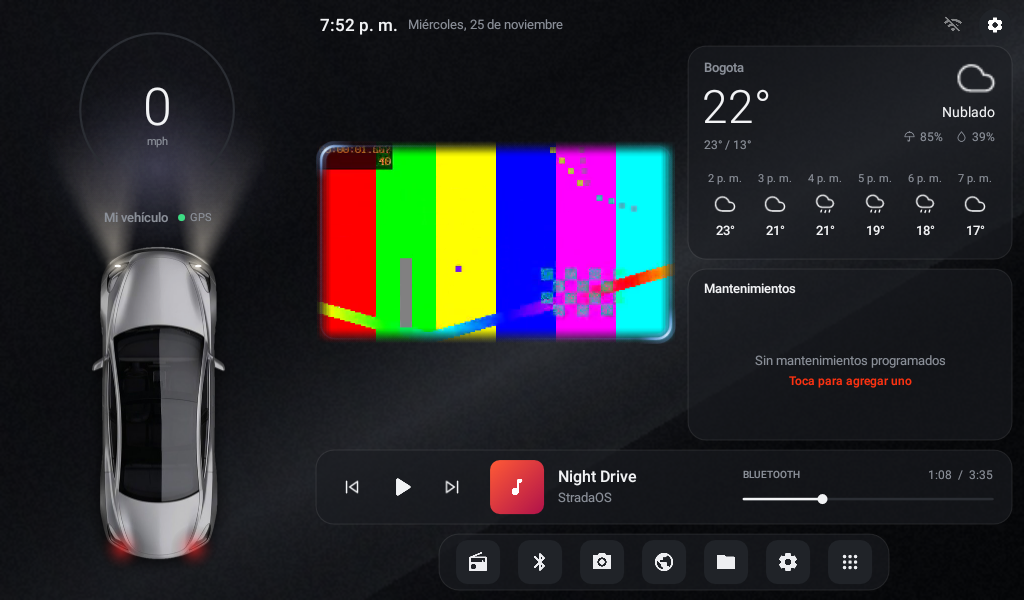 7:52 p. m. Miércoles, 25 de noviembre
0
mph
Mi vehículo GPS
40
Bogota
22°
23° / 13°
Nublado
85% 39%
2 p. m. 3 p. m. 4 p. m. 5 p. m. 6 p. m. 7 p. m.
23° 21° 21° 19° 18° 17°
Mantenimientos
Sin mantenimientos programados
Toca para agregar uno
Night Drive
StradaOS
BLUETOOTH
1:08 / 3:35